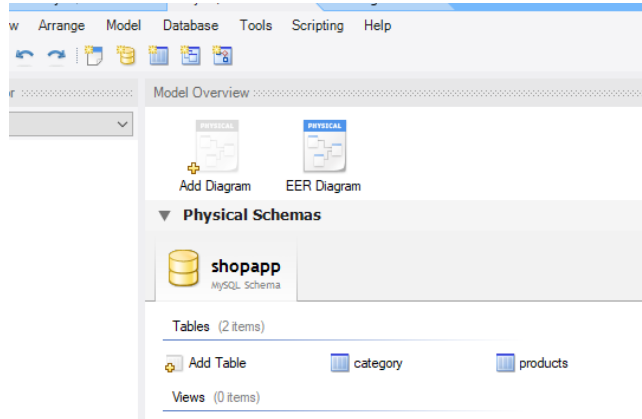 w Arrange Model Database Tools Scripting Help
or Model Overview
PHYSICAL PHYSICAL
Add Diagram EER Diagram
Physical Schemas
shopapp
MySQL Schema
Tables (2 items)
Add Table category products
Views (0 items)